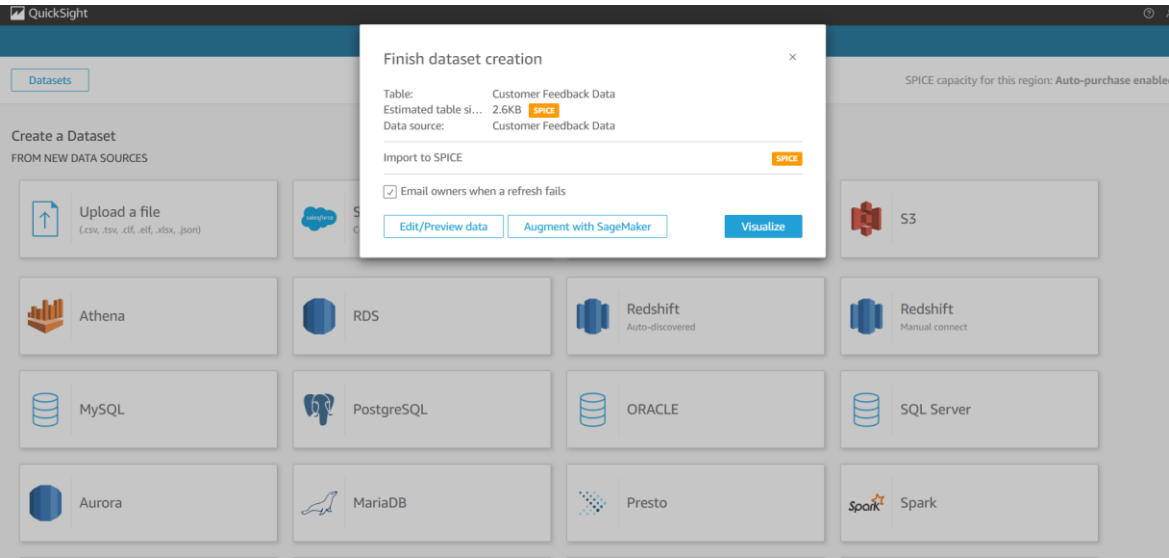 QuickSight
Finish dataset creation
Table: Customer Feedback Data
Estimated table si... 2.6KB SPICE
Data source: Customer Feedback Data
Import to SPICE SPICE
Email owners when a refresh fails
Edit/Preview data Augment with SageMaker Visualize
Datasets
SPICE capacity for this region: Auto-purchase enable
Create a Dataset
FROM NEW DATA SOURCES
Upload a file
(.csv, .tsv, .clf, .elf, .xlsx, .json)
salesforce
S3
Athena
RDS
Redshift
Auto-discovered
Redshift
Manual connect
MySQL
PostgreSQL
ORACLE
SQL Server
Aurora
MariaDB
Presto
Spark
Spark